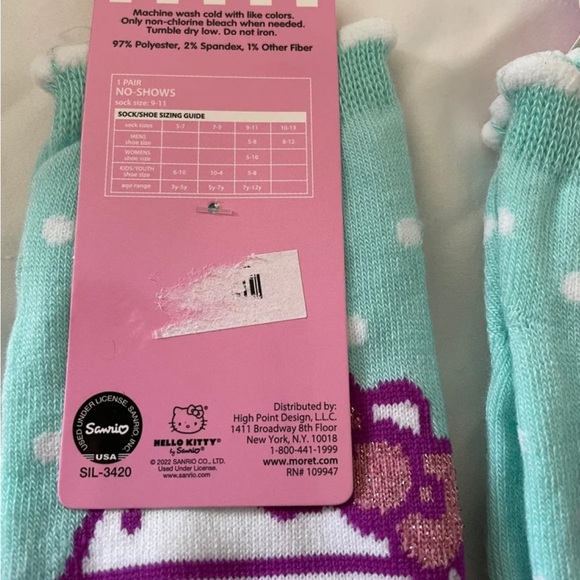 Machine wash cold with like colors.
Only non-chlorine bleach when needed.
Tumble dry low. Do not iron.
97% Polyester, 2% Spandex, 1% Other Fiber
1 PAIR
NO-SHOWS
sock size: 9-11
SOCK/SHOE SIZING GUIDE
sock sizes 5-7 7-9 9-11 10-13
MENS
shoe size 5-6 8-12
WOMENS
shoe size 5-10
KIDS/YOUTH
shoe size 6-10 10-4 5-8
age range 3y-5y 5y-7y 7y-12y
USED UNDER LICENSE, SANRIO, INC.
Sanrio
USA
SIL-3420
HELLO KITTY
by Sanrio
© 2022 SANRIO CO., LTD.
Used Under License.
www.sanrio.com
Distributed by:
High Point Design, L.L.C.
1411 Broadway 8th Floor
New York, N.Y. 10018
1-800-441-1999
www.moret.com
RN# 109947